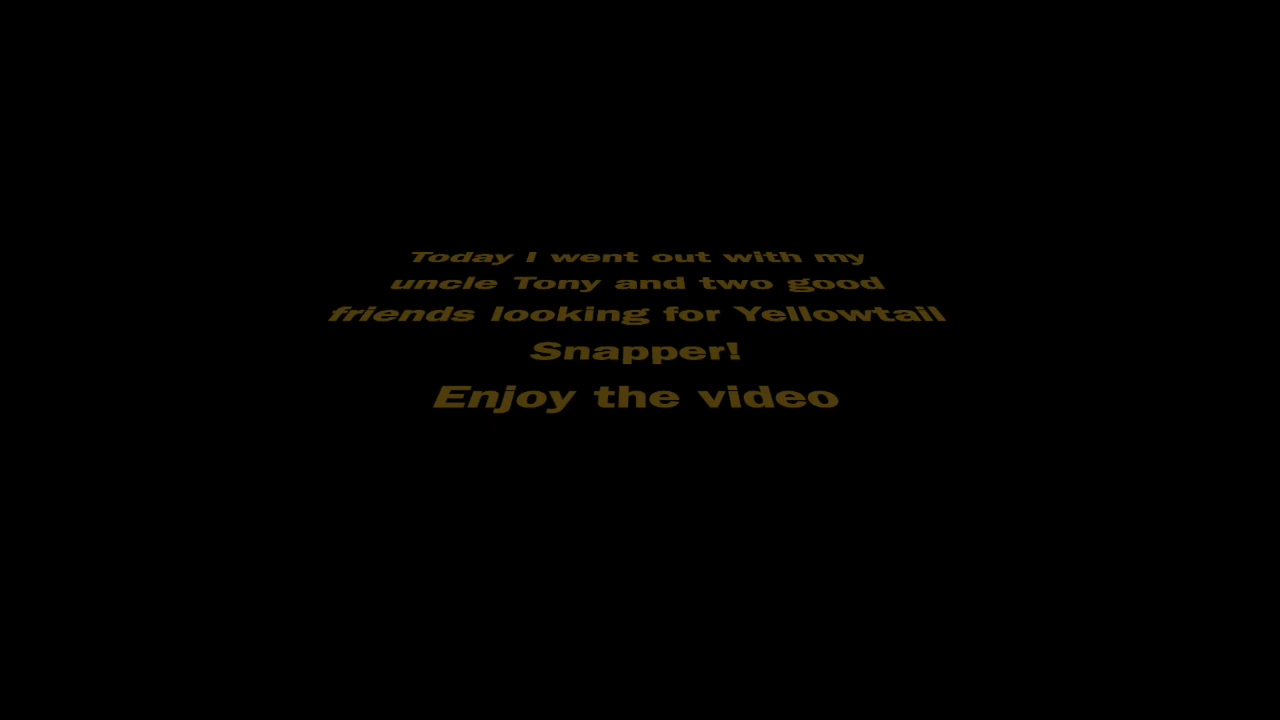 Today I went out with my
uncle Tony and two good
friends looking for Yellowtail
Snapper!
Enjoy the video